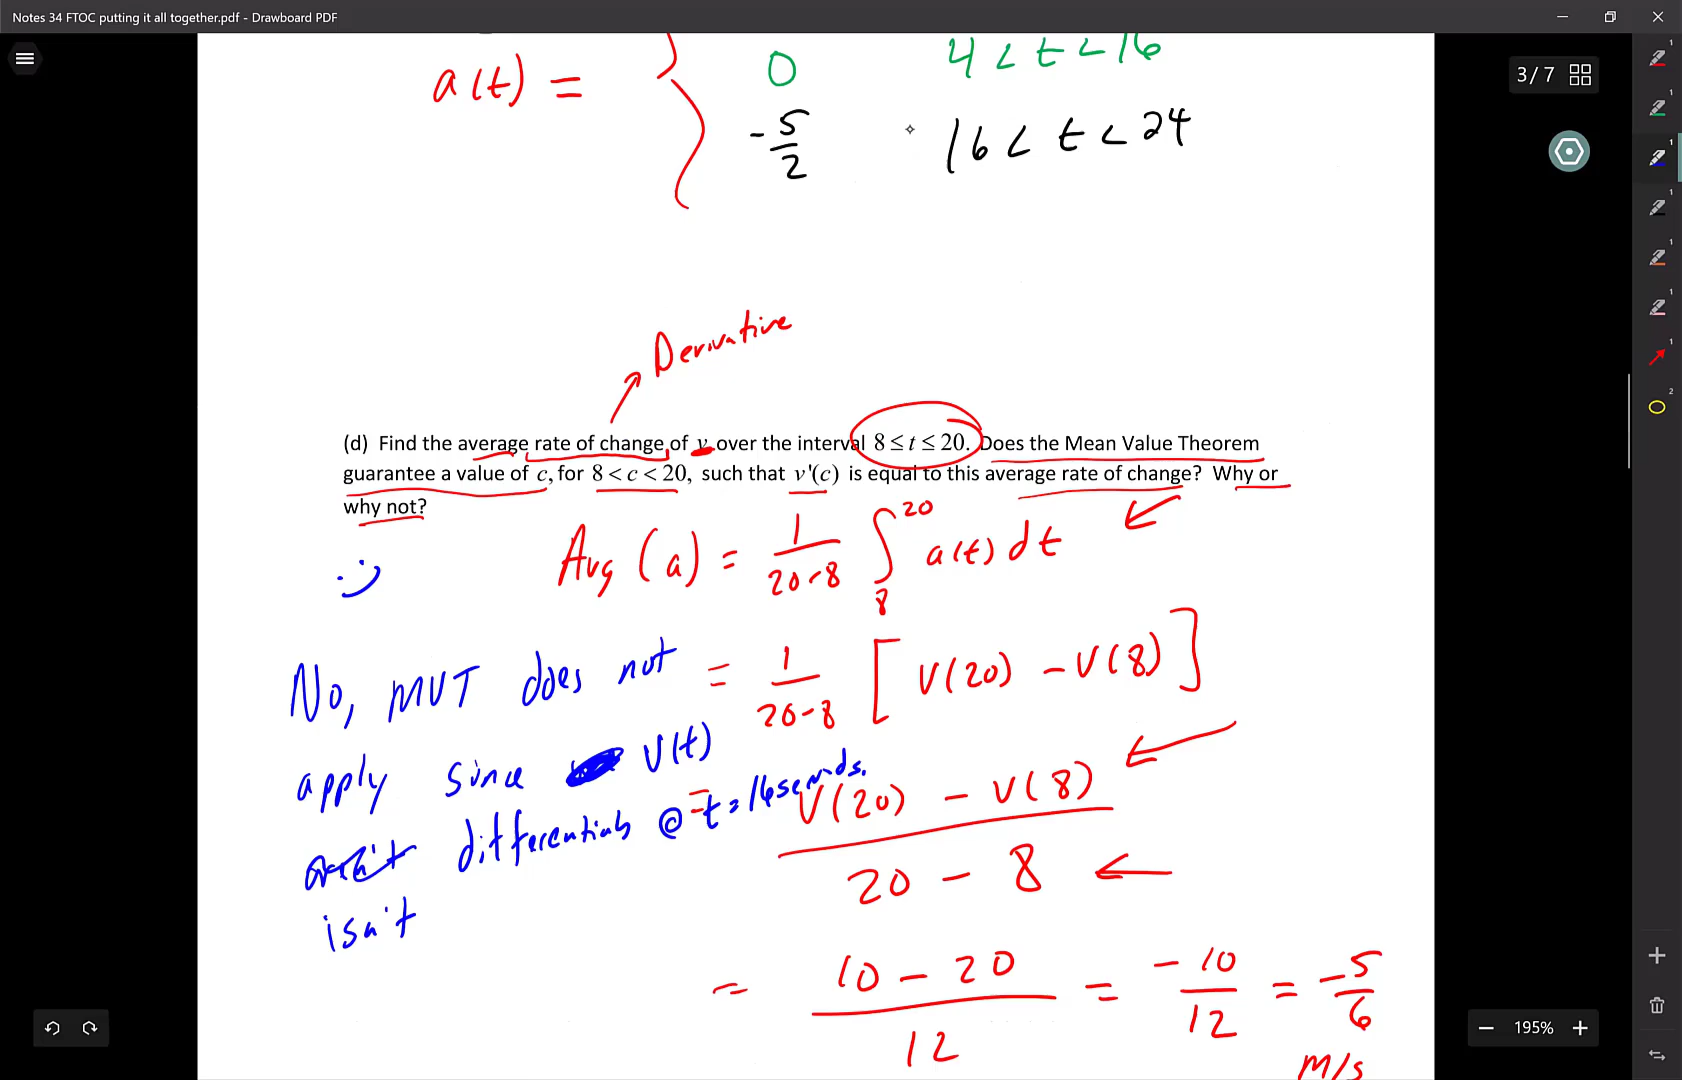 Notes 34 FTOC putting it all together.pdf - Drawboard PDF
3 / 7
a(t) =
0 4 < t < 16
-5/2 16 < t < 24
Derivative
(d) Find the average rate of change of v over the interval 8 ≤ t ≤ 20. Does the Mean Value Theorem
guarantee a value of c, for 8 < c < 20, such that v'(c) is equal to this average rate of change? Why or
why not?
Avg (a) = 1/(20-8) ∫₈²⁰ a(t) dt
= 1/(20-8) [V(20) - V(8)]
= (V(20) - V(8))/(20 - 8)
= (10 - 20)/12 = -10/12 = -5/6
m/s
No, MVT does not
apply since V(t)
isn't differentiable @ t=16 seconds.
195%